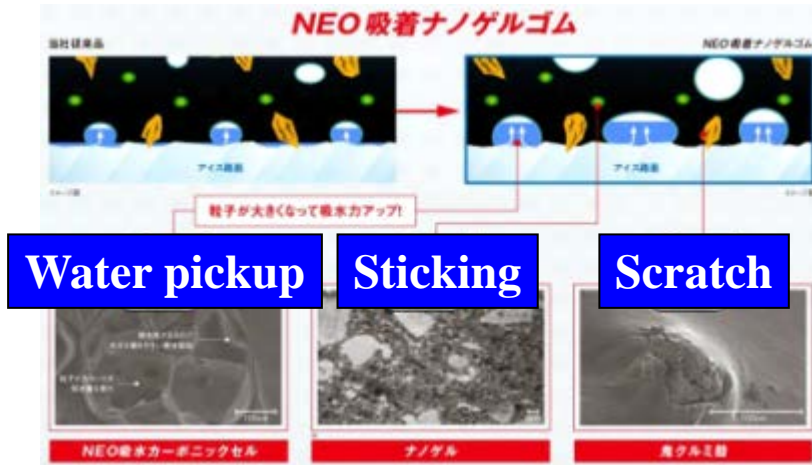 NEO吸着ナノゲルゴム
当社従来品
NEO吸着ナノゲルゴム
アイス路面
アイス路面
粒子が大きくなって吸水力アップ!
Water pickup
Sticking
Scratch
NEO吸水カーボニックセル
ナノゲル
鬼クルミ殻